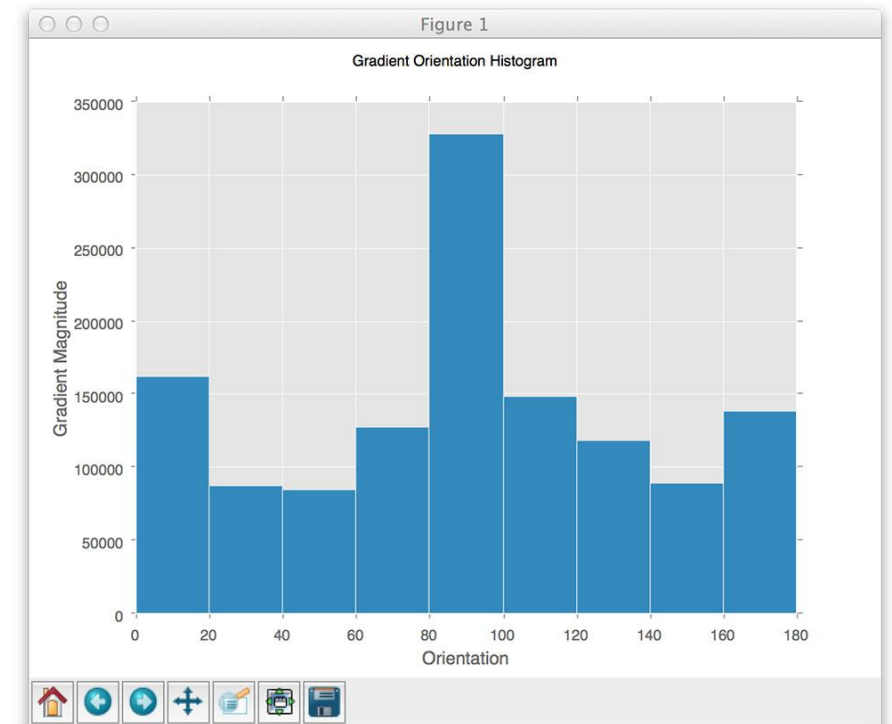 Figure 1
Gradient Orientation Histogram
350000
300000
250000
200000
150000
100000
50000
0
Gradient Magnitude
0 20 40 60 80 100 120 140 160 180
Orientation